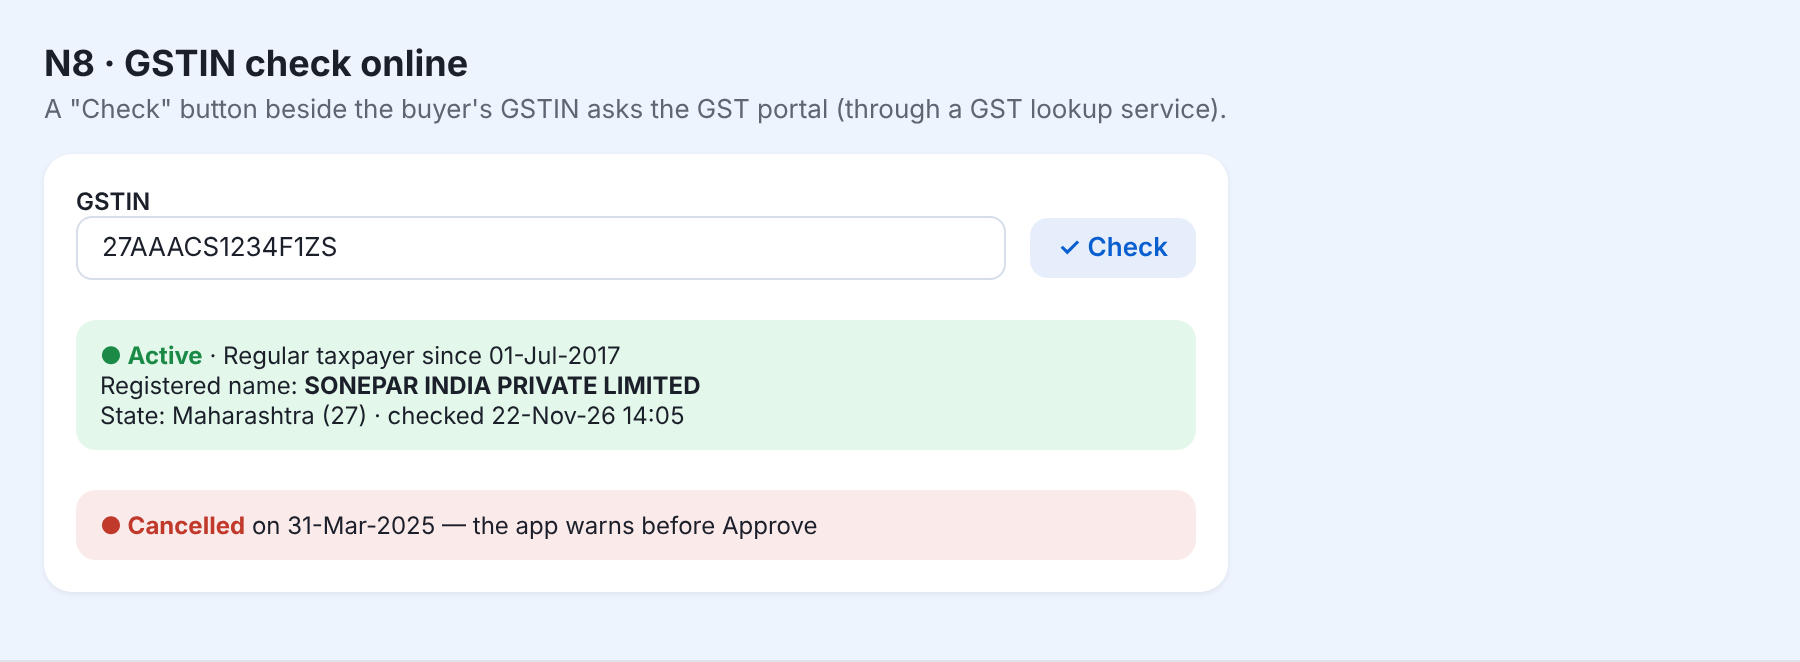 N8 · GSTIN check online
A "Check" button beside the buyer's GSTIN asks the GST portal (through a GST lookup service).
GSTIN
27AAACS1234F1ZS
✓ Check
● Active · Regular taxpayer since 01-Jul-2017
Registered name: SONEPAR INDIA PRIVATE LIMITED
State: Maharashtra (27) · checked 22-Nov-26 14:05
● Cancelled on 31-Mar-2025 — the app warns before Approve